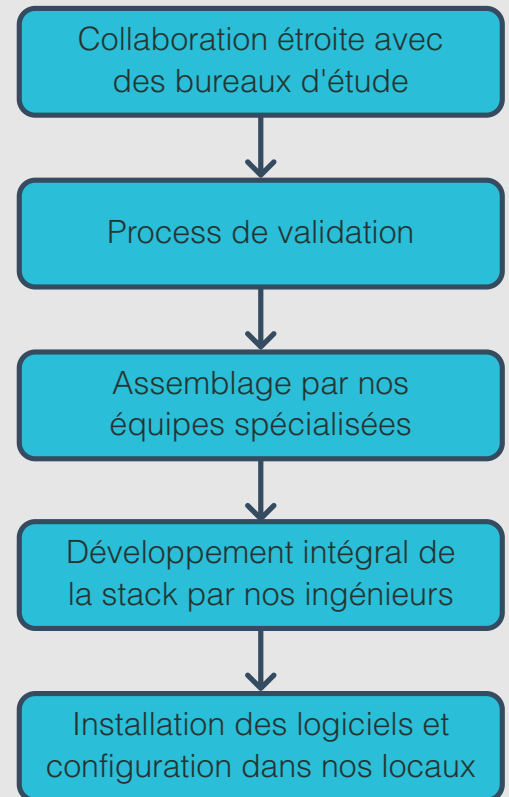 Collaboration étroite avec
des bureaux d'étude
Process de validation
Assemblage par nos
équipes spécialisées
Développement intégral de
la stack par nos ingénieurs
Installation des logiciels et
configuration dans nos locaux